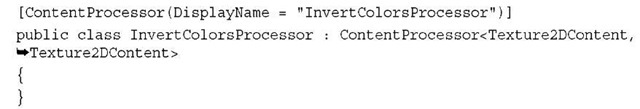 [ContentProcessor(DisplayName = "InvertColorsProcessor")]
public class InvertColorsProcessor : ContentProcessor<Texture2DContent,
➥Texture2DContent>
{
}